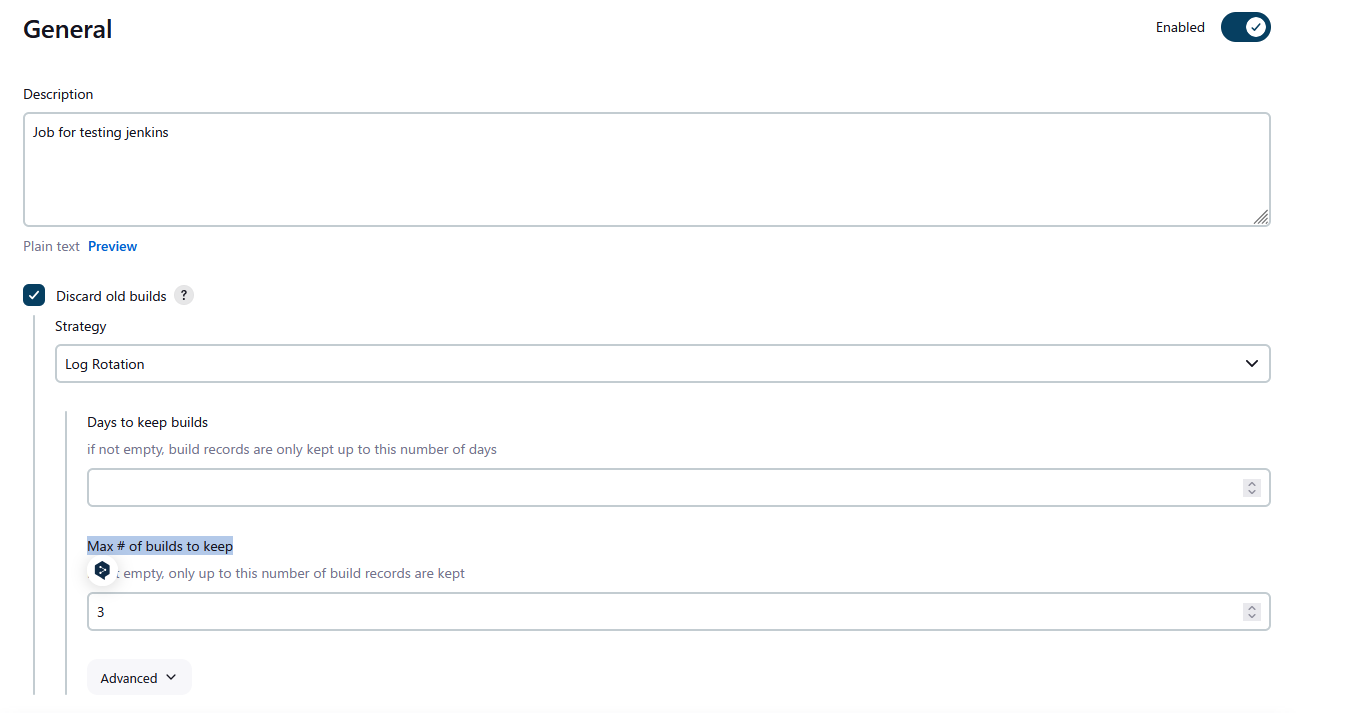 General
Enabled
Description
Job for testing jenkins
Plain text Preview
Discard old builds ?
Strategy
Log Rotation
Days to keep builds
if not empty, build records are only kept up to this number of days
Max # of builds to keep
empty, only up to this number of build records are kept
3
Advanced